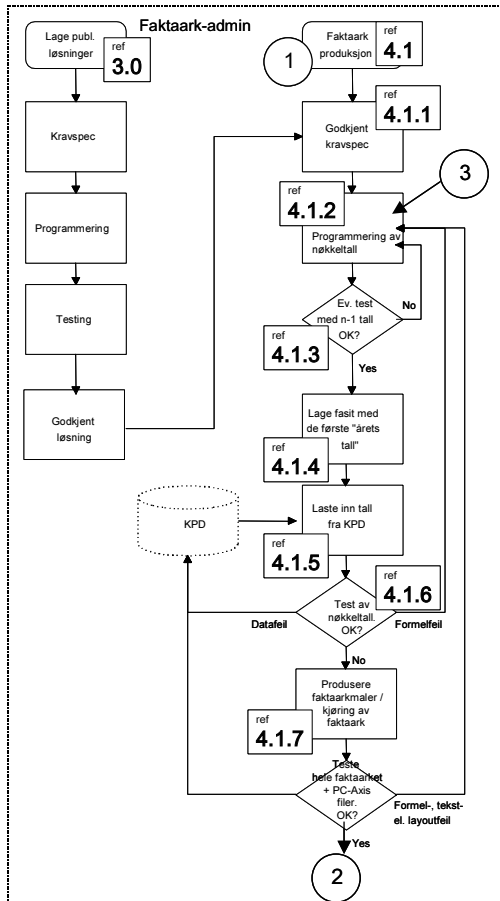 Faktaark-admin
Lage publ.
løsninger
ref
3.0
Kravspec
Programmering
Testing
Godkjent
løsning
1
Faktaark
produksjon
ref
4.1
ref
4.1.1
Godkjent
kravspec
3
ref
4.1.2
Programmering av
nøkkeltall
Ev. test
med n-1 tall
OK?
No
ref
4.1.3
Yes
Lage fasit med
de første "årets
tall"
ref
4.1.4
KPD
Laste inn tall
fra KPD
ref
4.1.5
ref
4.1.6
Test av
nøkkeltall.
OK?
Datafeil
Formelfeil
No
Produsere
faktaarkmaler /
kjøring av
faktaark
ref
4.1.7
Teste
hele faktaarket
+ PC-Axis
filer.
OK?
Formel-, tekst-
el. layoutfeil
Yes
2